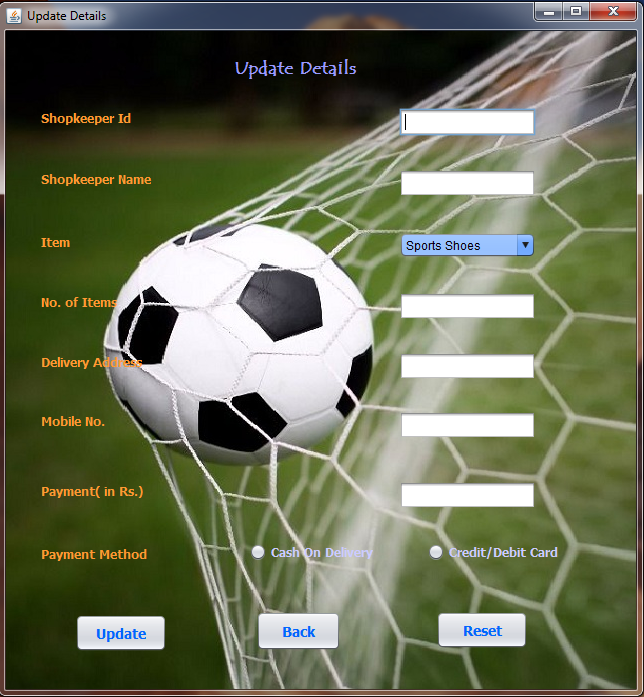 Update Details
Update Details
Shopkeeper Id
Shopkeeper Name
Item
Sports Shoes
No. of Items
Delivery Address
Mobile No.
Payment( in Rs.)
Payment Method
Cash On Delivery
Credit/Debit Card
Update
Back
Reset